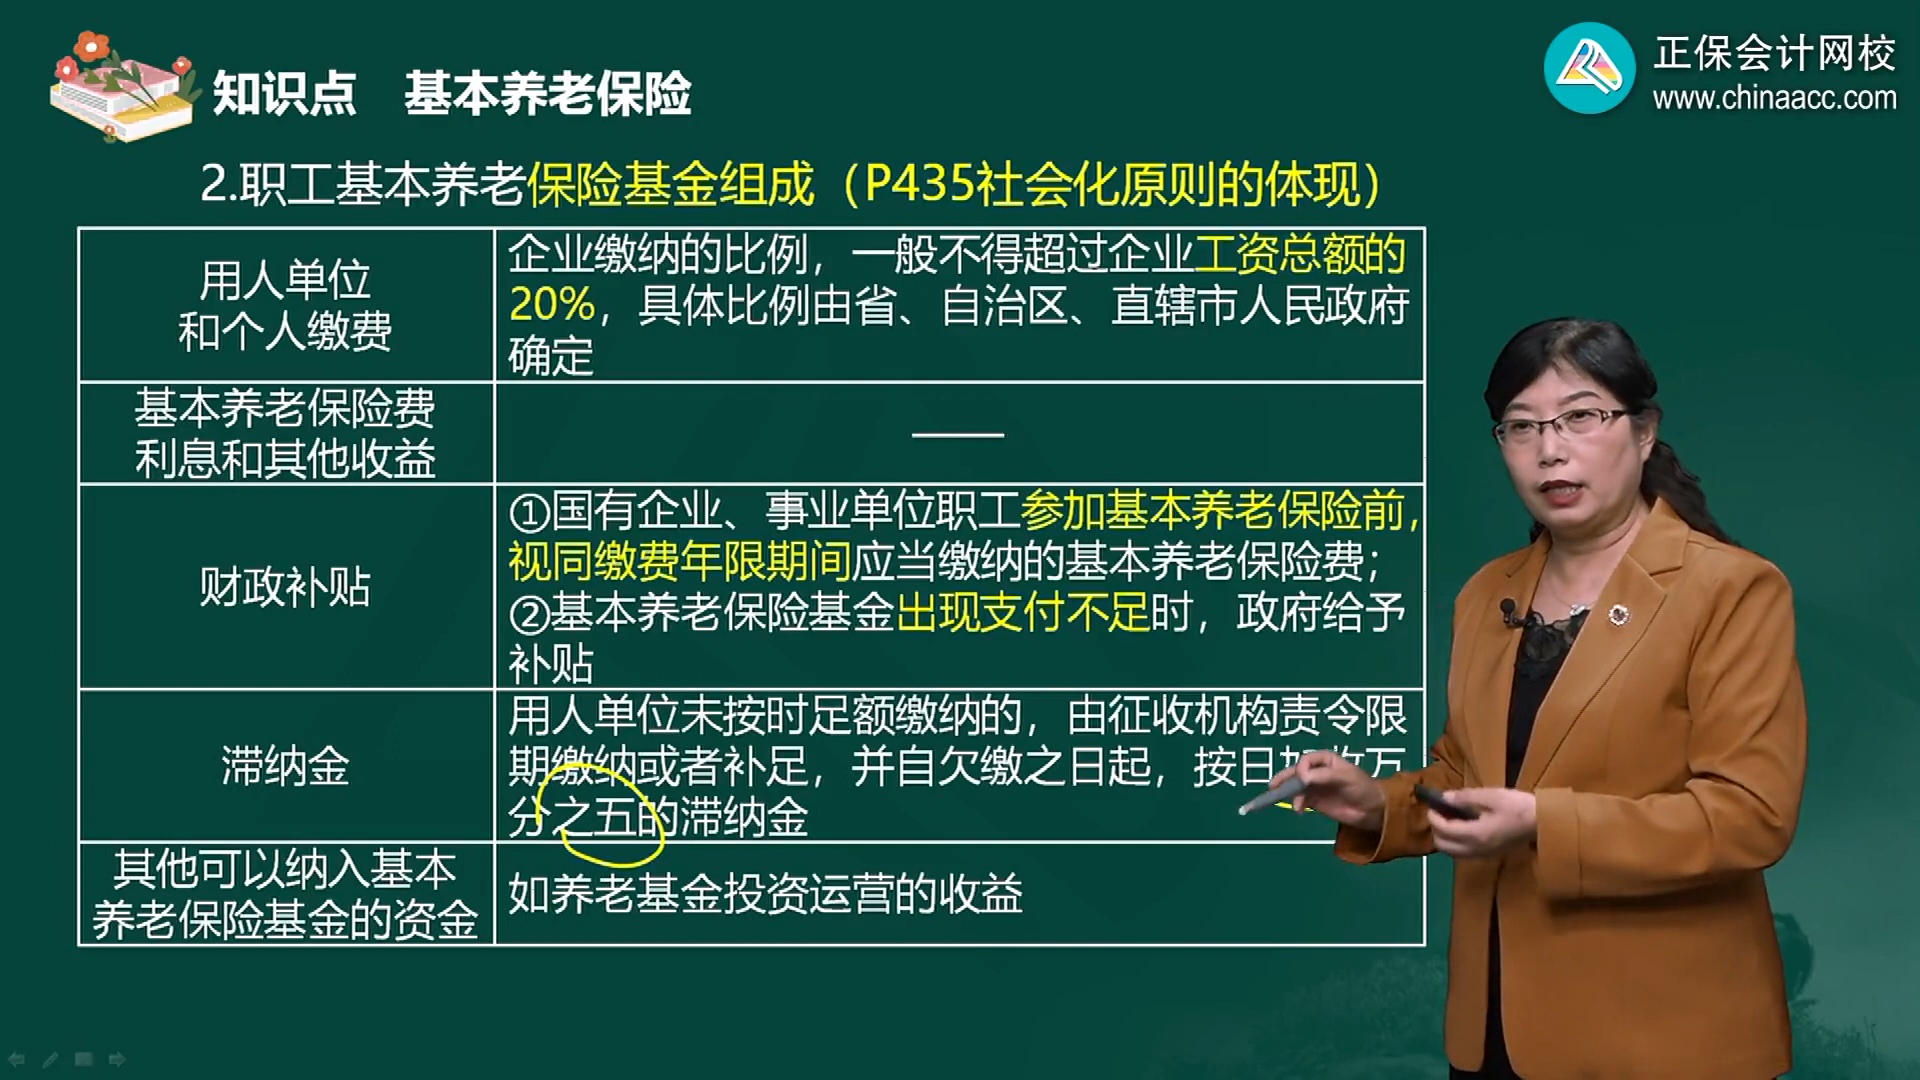 正保会计网校
www.chinaacc.com
知识点 基本养老保险
2.职工基本养老保险基金组成（P435社会化原则的体现）
用人单位
和个人缴费
企业缴纳的比例，一般不得超过企业工资总额的
20%，具体比例由省、自治区、直辖市人民政府
确定
基本养老保险费
利息和其他收益
——
财政补贴
①国有企业、事业单位职工参加基本养老保险前，
视同缴费年限期间应当缴纳的基本养老保险费；
②基本养老保险基金出现支付不足时，政府给予
补贴
滞纳金
用人单位未按时足额缴纳的，由征收机构责令限
期缴纳或者补足，并自欠缴之日起，按日加收万
分之五的滞纳金
其他可以纳入基本
养老保险基金的资金
如养老基金投资运营的收益